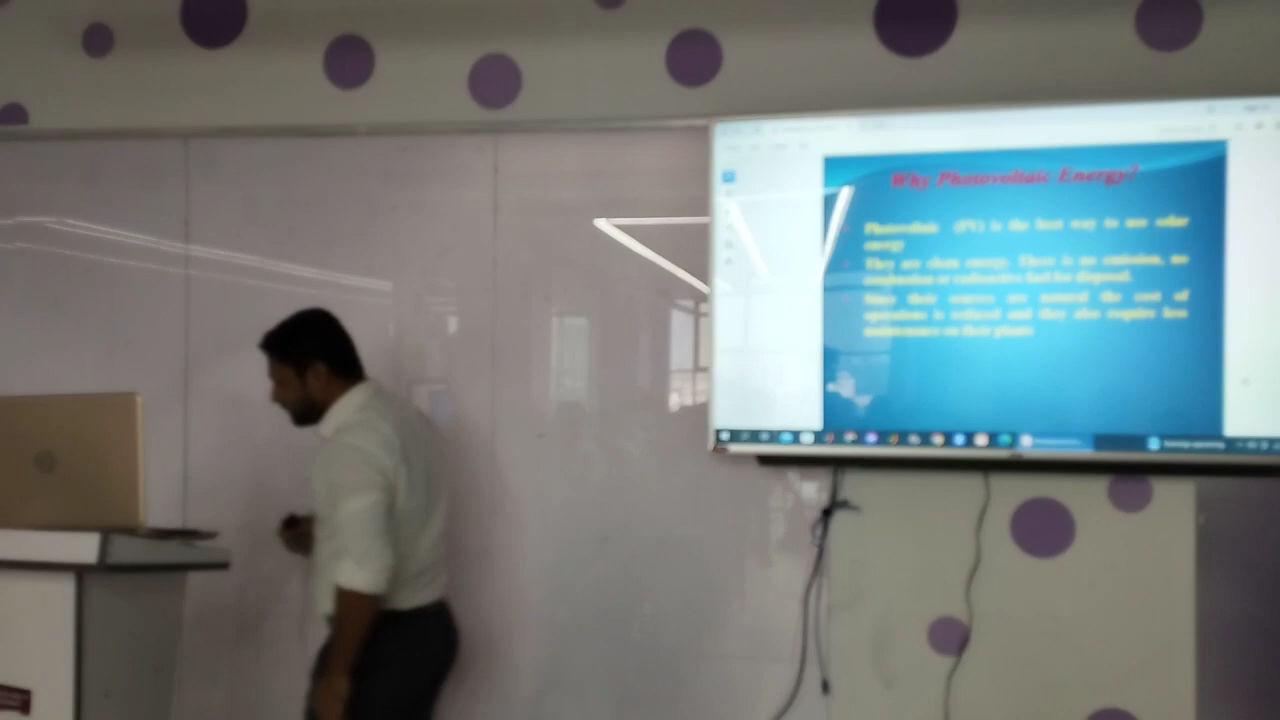 Why Photovoltaic Energy?
Photovoltaic (PV) is the best way to use solar
energy
They are clean energy. There is no emission, no
combustion or radioactive fuel for disposal.
Since their sources are natural the cost of
operations is reduced and they also require less
maintenance on their plants